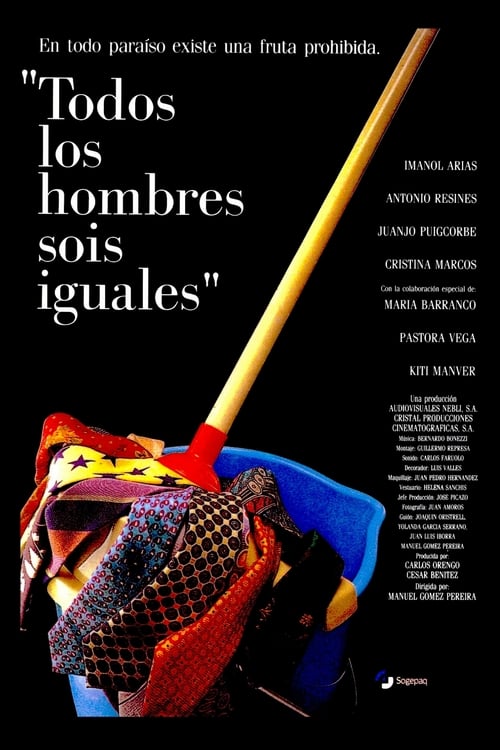 En todo paraíso existe una fruta prohibida.
"Todos
los
hombres
sois
iguales"
IMANOL ARIAS
ANTONIO RESINES
JUANJO PUIGCORBE
CRISTINA MARCOS
Con la colaboración especial de:
MARIA BARRANCO
PASTORA VEGA
KITI MANVER
Una producción
AUDIOVISUALES NEBLI, S.A.
CRISTAL PRODUCCIONES
CINEMATOGRAFICAS, S.A.
Música: BERNARDO BONEZZI
Montaje: GUILLERMO REPRESA
Sonido: CARLOS FARUOLO
Decorador: LUIS VALLES
Maquillaje: JUAN PEDRO HERNANDEZ
Vestuario: HELENA SANCHIS
Jefe Producción: JOSE PICAZO
Fotografía: JUAN AMOROS
Guión: JOAQUIN ORISTRELL
YOLANDA GARCIA SERRANO
JUAN LUIS IBORRA
MANUEL GOMEZ PEREIRA
Producida por:
CARLOS ORENGO
CESAR BENITEZ
Dirigida por:
MANUEL GOMEZ PEREIRA
Sogepaq